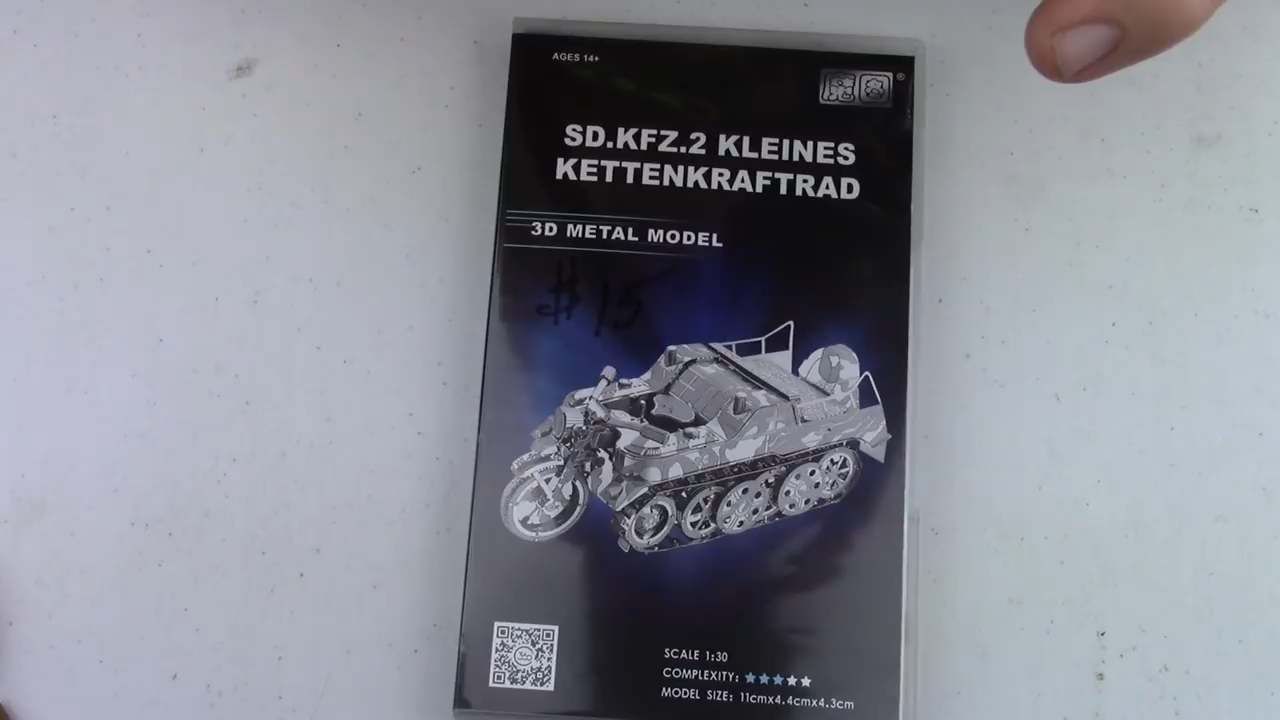 AGES 14+
®
SD.KFZ.2 KLEINES
KETTENKRAFTRAD
3D METAL MODEL
#15
SCALE 1:30
COMPLEXITY: ★★★★★
MODEL SIZE: 11cmx4.4cmx4.3cm